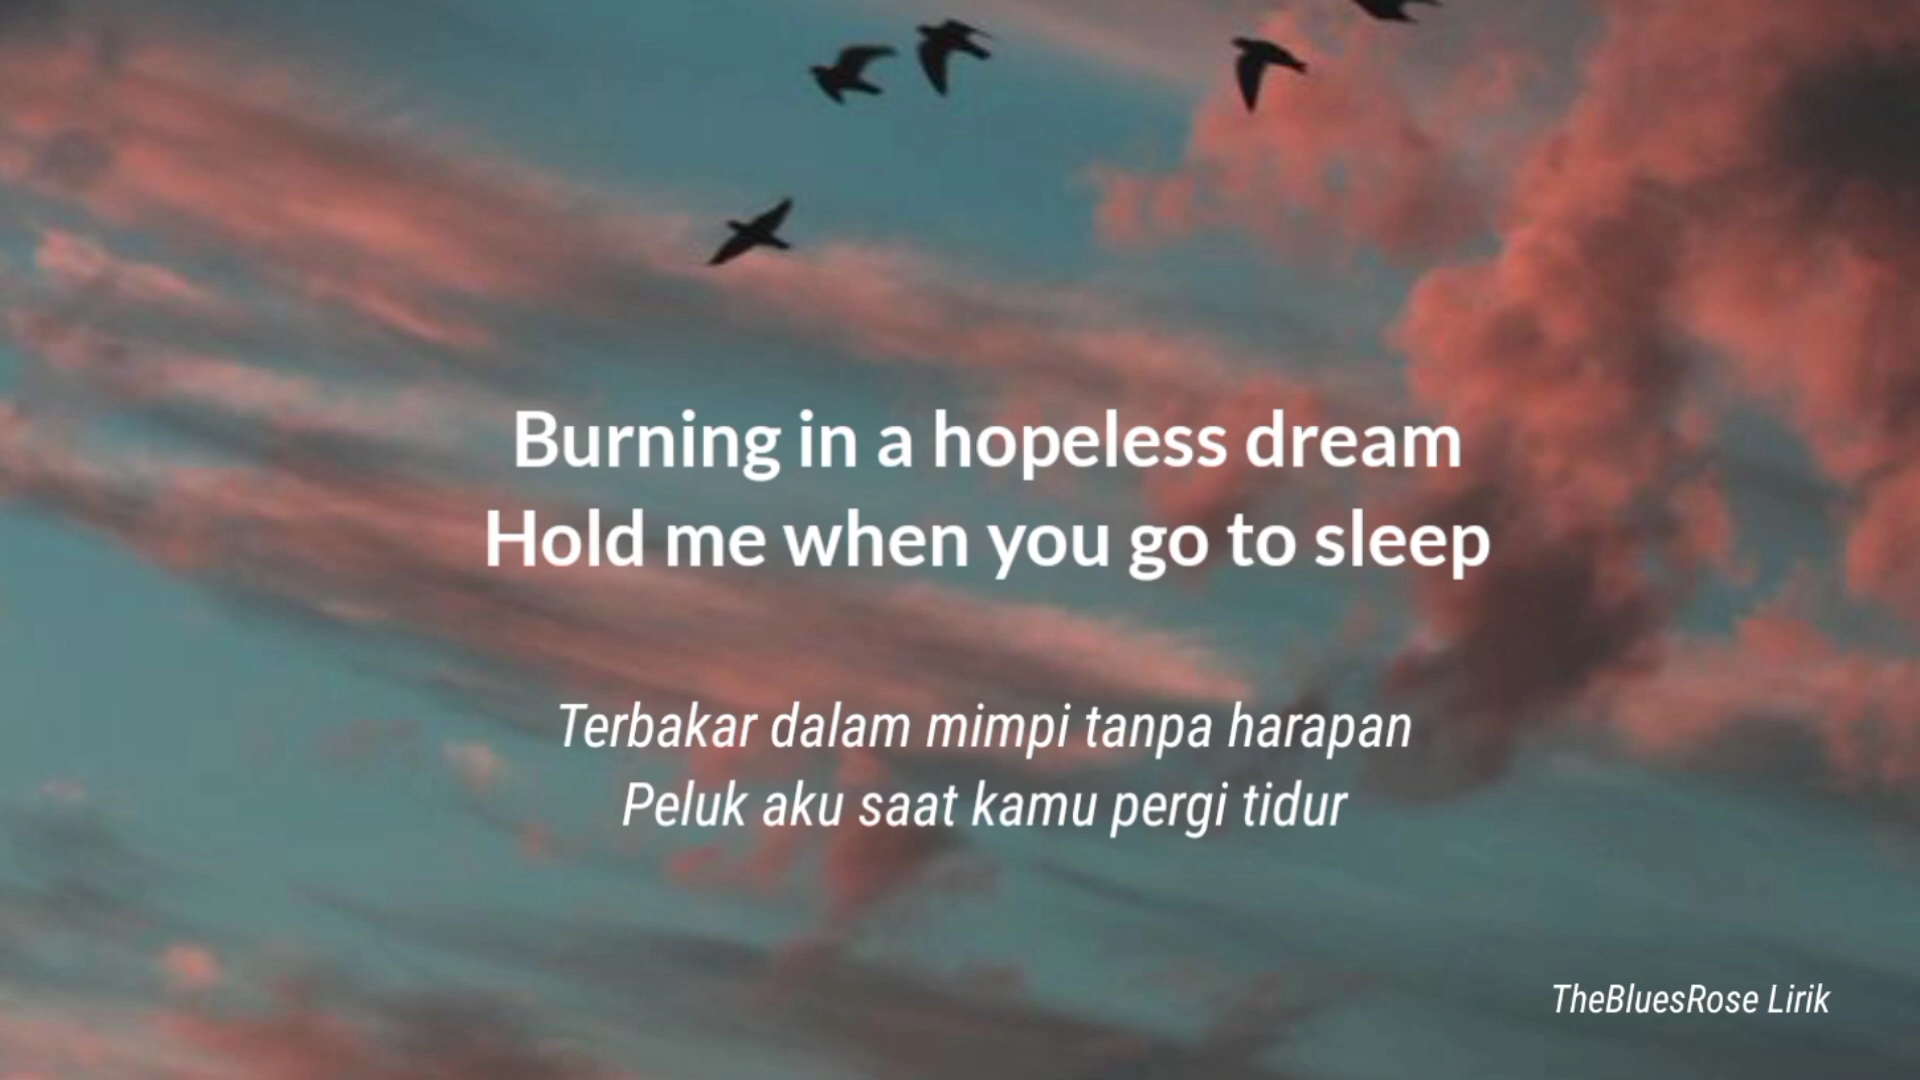 Burning in a hopeless dream
Hold me when you go to sleep
Terbakar dalam mimpi tanpa harapan
Peluk aku saat kamu pergi tidur
TheBluesRose Lirik